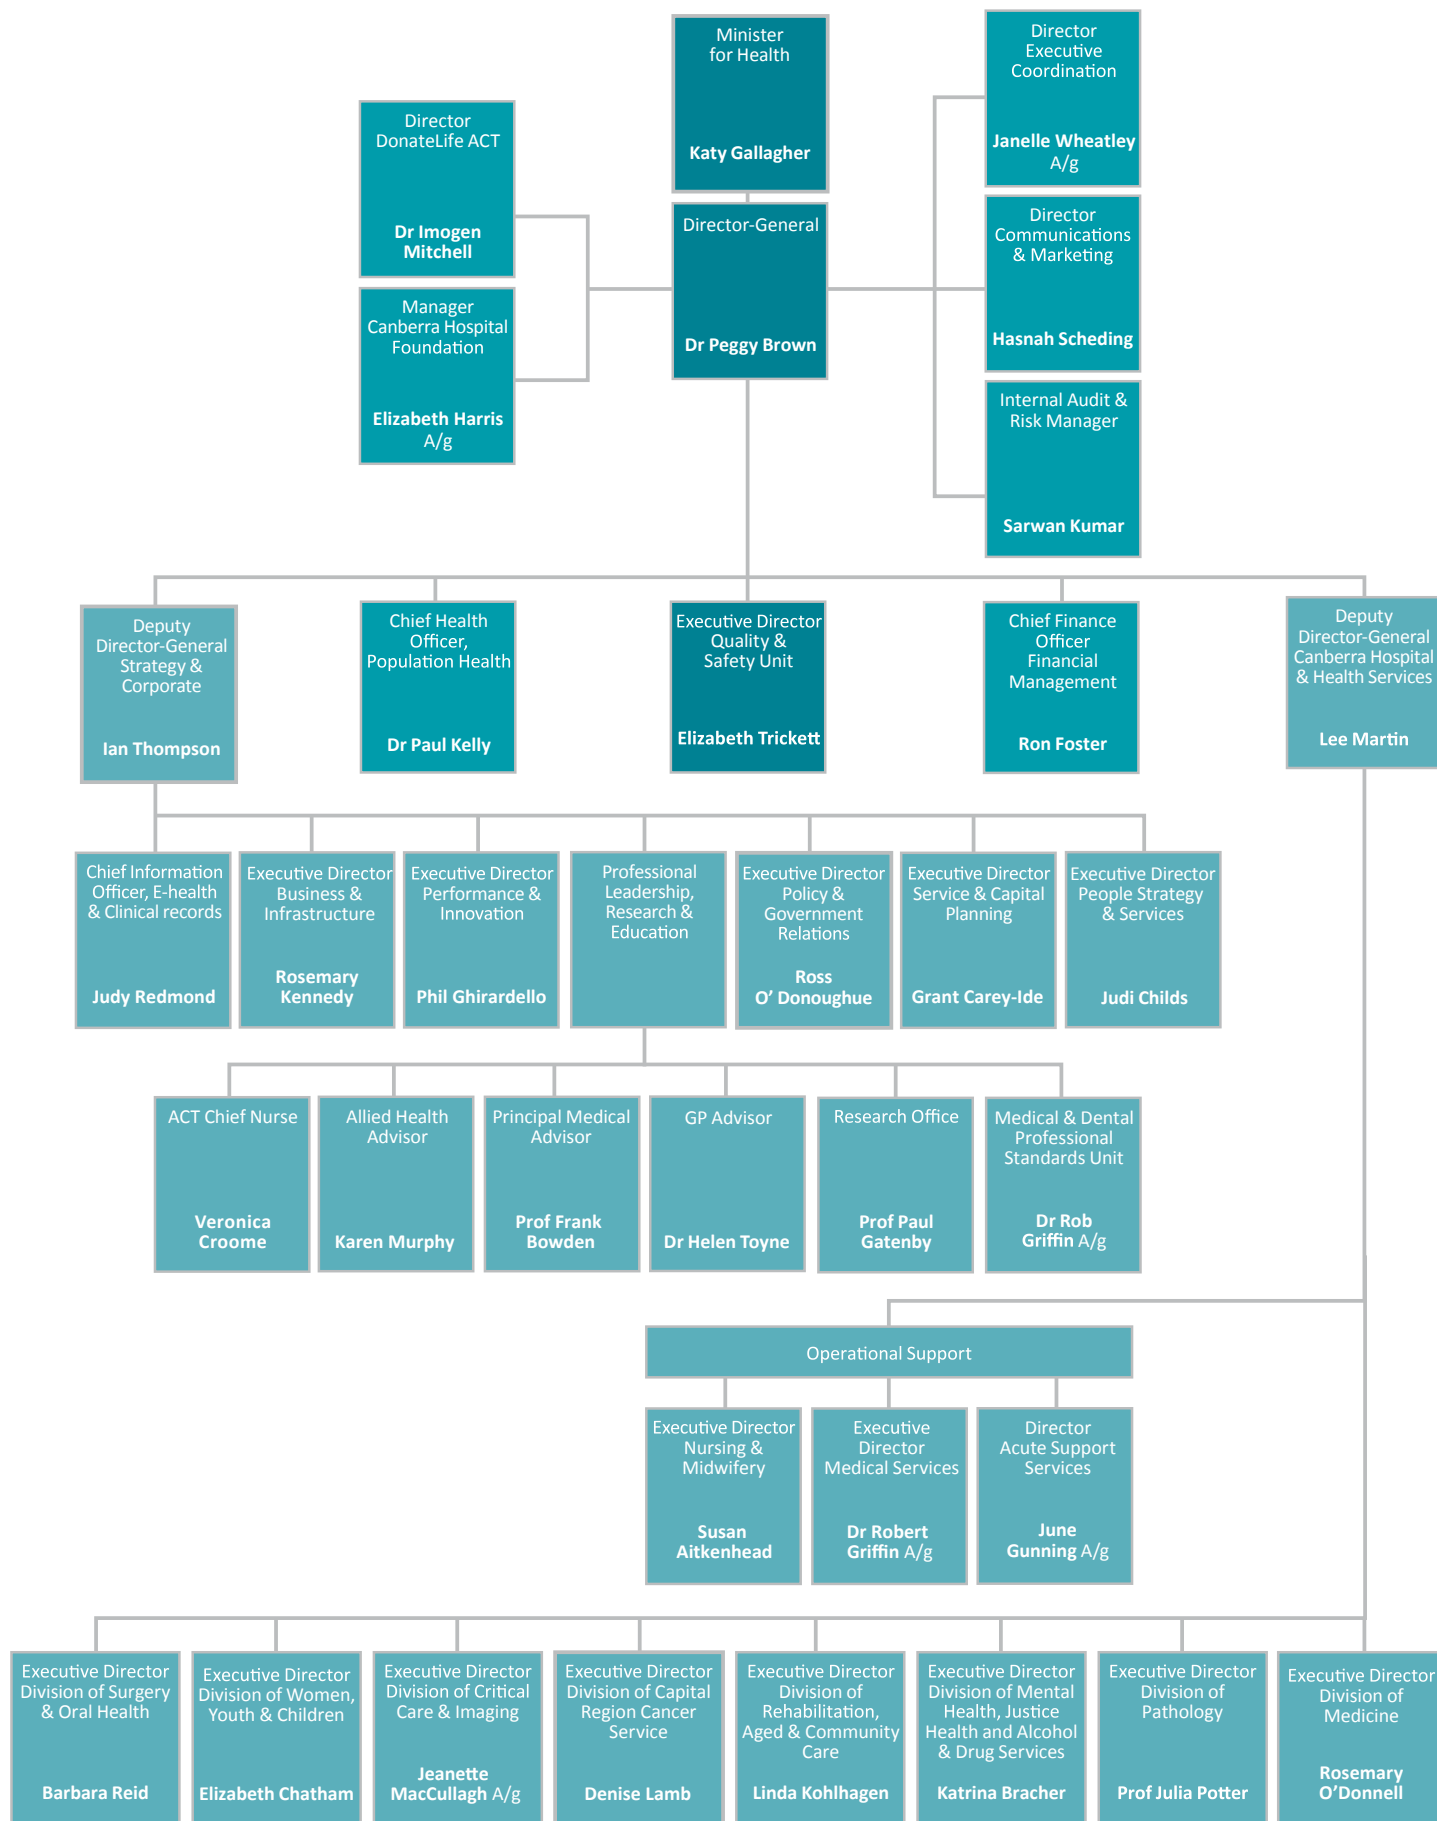 Minister
for Health
Katy Gallagher
Director
Executive
Coordination
Janelle Wheatley
A/g
Director
DonateLife ACT
Dr Imogen
Mitchell
Director-General
Dr Peggy Brown
Director
Communications
& Marketing
Hasnah Scheding
Manager
Canberra Hospital
Foundation
Elizabeth Harris
A/g
Internal Audit &
Risk Manager
Sarwan Kumar
Deputy
Director-General
Strategy &
Corporate
Ian Thompson
Chief Health
Officer,
Population Health
Dr Paul Kelly
Executive Director
Quality &
Safety Unit
Elizabeth Trickett
Chief Finance
Officer
Financial
Management
Ron Foster
Deputy
Director-General
Canberra Hospital
& Health Services
Lee Martin
Chief Information
Officer, E-health
& Clinical records
Judy Redmond
Executive Director
Business &
Infrastructure
Rosemary
Kennedy
Executive Director
Performance &
Innovation
Phil Ghirardello
Professional
Leadership,
Research &
Education
Executive Director
Policy &
Government
Relations
Ross
O' Donoughue
Executive Director
Service & Capital
Planning
Grant Carey-Ide
Executive Director
People Strategy
& Services
Judi Childs
ACT Chief Nurse
Veronica
Croome
Allied Health
Advisor
Karen Murphy
Principal Medical
Advisor
Prof Frank
Bowden
GP Advisor
Dr Helen Toyne
Research Office
Prof Paul
Gatenby
Medical & Dental
Professional
Standards Unit
Dr Rob
Griffin A/g
Operational Support
Executive Director
Nursing &
Midwifery
Susan
Aitkenhead
Executive
Director
Medical Services
Dr Robert
Griffin A/g
Director
Acute Support
Services
June
Gunning A/g
Executive Director
Division of Surgery
& Oral Health
Barbara Reid
Executive Director
Division of Women,
Youth & Children
Elizabeth Chatham
Executive Director
Division of Critical
Care & Imaging
Jeanette
MacCullagh A/g
Executive Director
Division of Capital
Region Cancer
Service
Denise Lamb
Executive Director
Division of
Rehabilitation,
Aged & Community
Care
Linda Kohlhagen
Executive Director
Division of Mental
Health, Justice
Health and Alcohol
& Drug Services
Katrina Bracher
Executive Director
Division of
Pathology
Prof Julia Potter
Executive Director
Division of
Medicine
Rosemary
O'Donnell